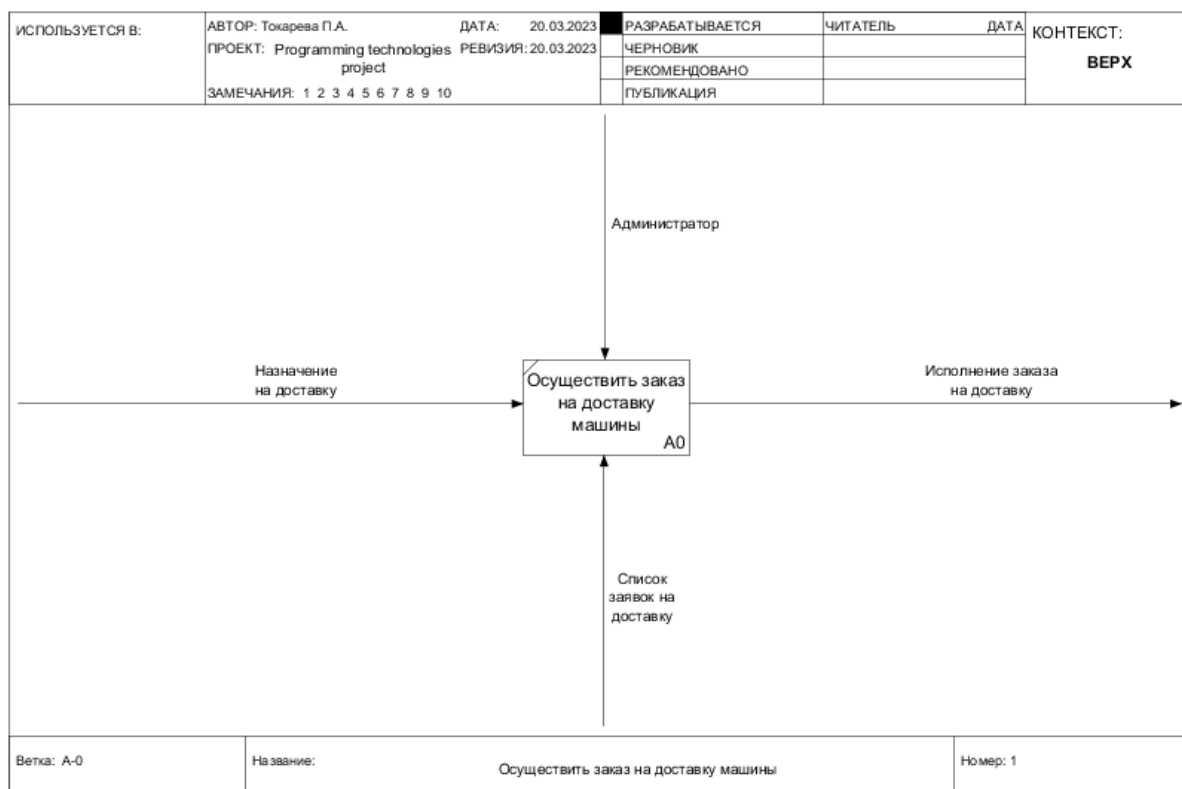 ИСПОЛЬЗУЕТСЯ В:
АВТОР: Токарева П.А.
ДАТА: 20.03.2023
ПРОЕКТ: Programming technologies
project
РЕВИЗИЯ: 20.03.2023
ЗАМЕЧАНИЯ: 1 2 3 4 5 6 7 8 9 10
РАЗРАБАТЫВАЕТСЯ
ЧЕРНОВИК
РЕКОМЕНДОВАНО
ПУБЛИКАЦИЯ
ЧИТАТЕЛЬ
ДАТА
КОНТЕКСТ:
ВЕРХ
Администратор
Назначение
на доставку
Осуществить заказ
на доставку
машины
A0
Исполнение заказа
на доставку
Список
заявок на
доставку
Ветка: A-0
Название:
Осуществить заказ на доставку машины
Номер: 1